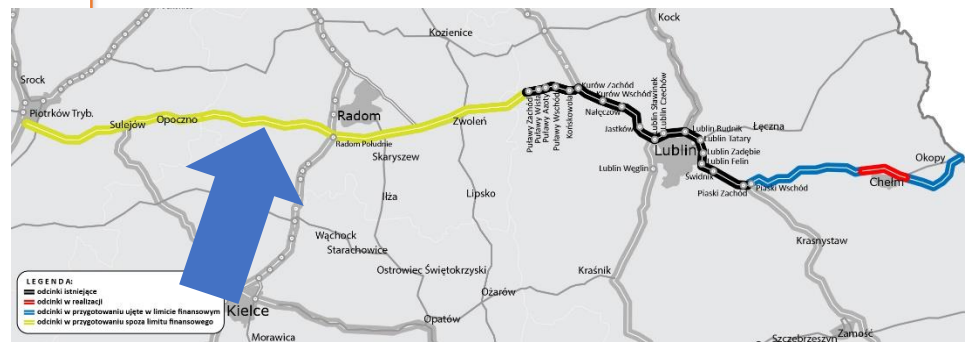 Kock
Kozienice
Srock
Piotrków Tryb.
Sulejów
Opoczno
Radom
Radom Południe
Skaryszew
Zwoleń
Puławy Zachód
Puławy Wisła
Puławy Azoty
Puławy Wschód
Końskowola
Kurów Zachód
Kurów Wschód
Nałęczów
Jastków
Lublin Sławinek
Lublin Czechów
Lublin Rudnik
Lublin Tatary
Lublin Zadębie
Lublin Felin
Lublin
Łęczna
Lublin Węglin
Świdnik
Piaski Zachód
Piaski Wschód
Chełm
Okopy
Iłża
Lipsko
Wąchock
Starachowice
Ostrowiec Świętokrzyski
Ożarów
Kraśnik
Krasnystaw
Kielce
Opatów
Morawica
Szczebrzeszyn
Zamość
LEGENDA:
odcinki istniejące
odcinki w realizacji
odcinki w przygotowaniu ujęte w limicie finansowym
odcinki w przygotowaniu spoza limitu finansowego